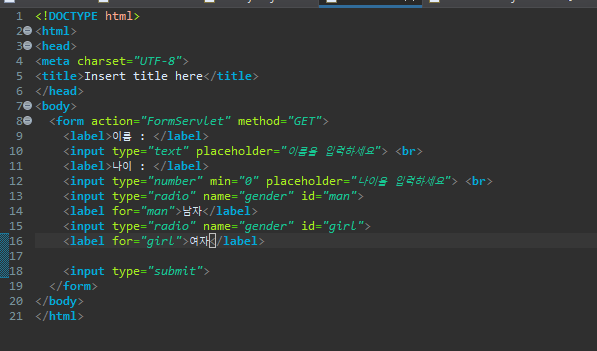 1 <!DOCTYPE html>
2 <html>
3 <head>
4 <meta charset="UTF-8">
5 <title>Insert title here</title>
6 </head>
7 <body>
8 <form action="FormServlet" method="GET">
9 <label>이름 : </label>
10 <input type="text" placeholder="이름을 입력하세요"> <br>
11 <label>나이 : </label>
12 <input type="number" min="0" placeholder="나이을 입력하세요"> <br>
13 <input type="radio" name="gender" id="man">
14 <label for="man">남자</label>
15 <input type="radio" name="gender" id="girl">
16 <label for="girl">여자</label>
17
18 <input type="submit">
19 </form>
20 </body>
21 </html>